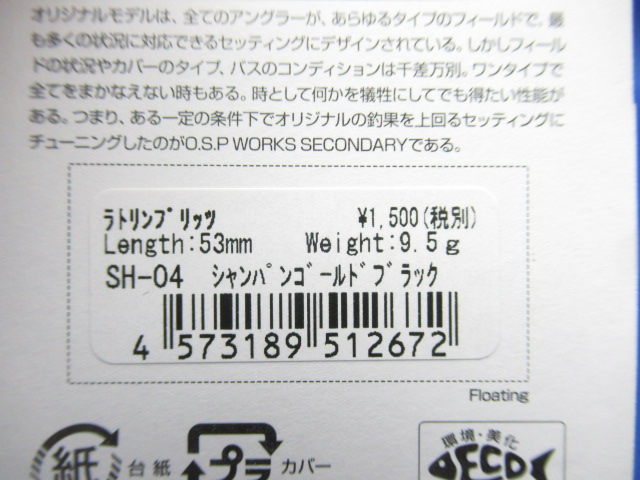 オリジナルモデルは、全てのアングラーが、あらゆるタイプのフィールドで、最
も多くの状況に対応できるセッティングにデザインされている。しかしフィール
ドの状況やカバーのタイプ、バスのコンディションは千差万別。ワンタイプで
全てをまかなえない時もある。時として何かを犠牲にしてでも得たい性能が
ある。つまり、ある一定の条件下でオリジナルの釣果を上回るセッティングに
チューニングしたのがO.S.P WORKS SECONDARYである。
ﾗﾄﾘﾝﾌﾞﾘｯﾂ ¥1,500(税別)
Length:53mm Weight:9.5g
SH-04 ｼｬﾝﾊﾟﾝｺﾞｰﾙﾄﾞﾌﾞﾗｯｸ
4 573189 512672
Floating
紙 台紙 プラ カバー
環境・美化
ECO